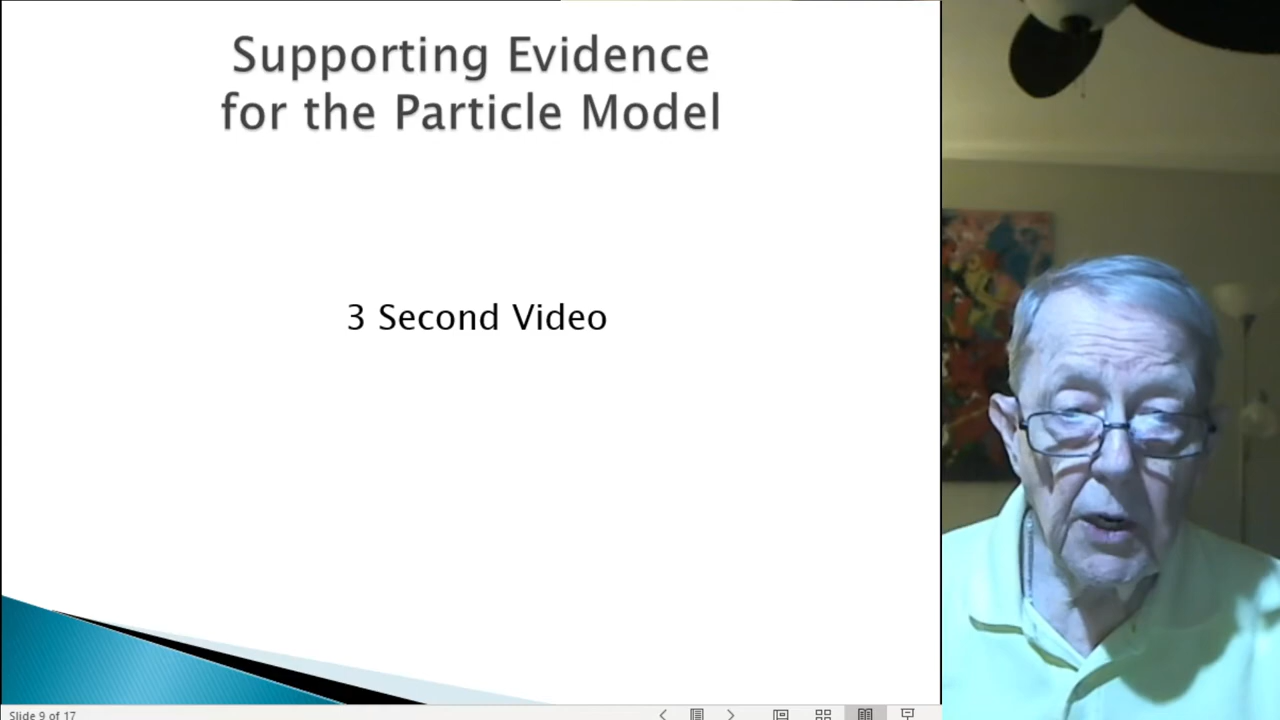 Supporting Evidence
for the Particle Model
3 Second Video
Slide 9 of 17